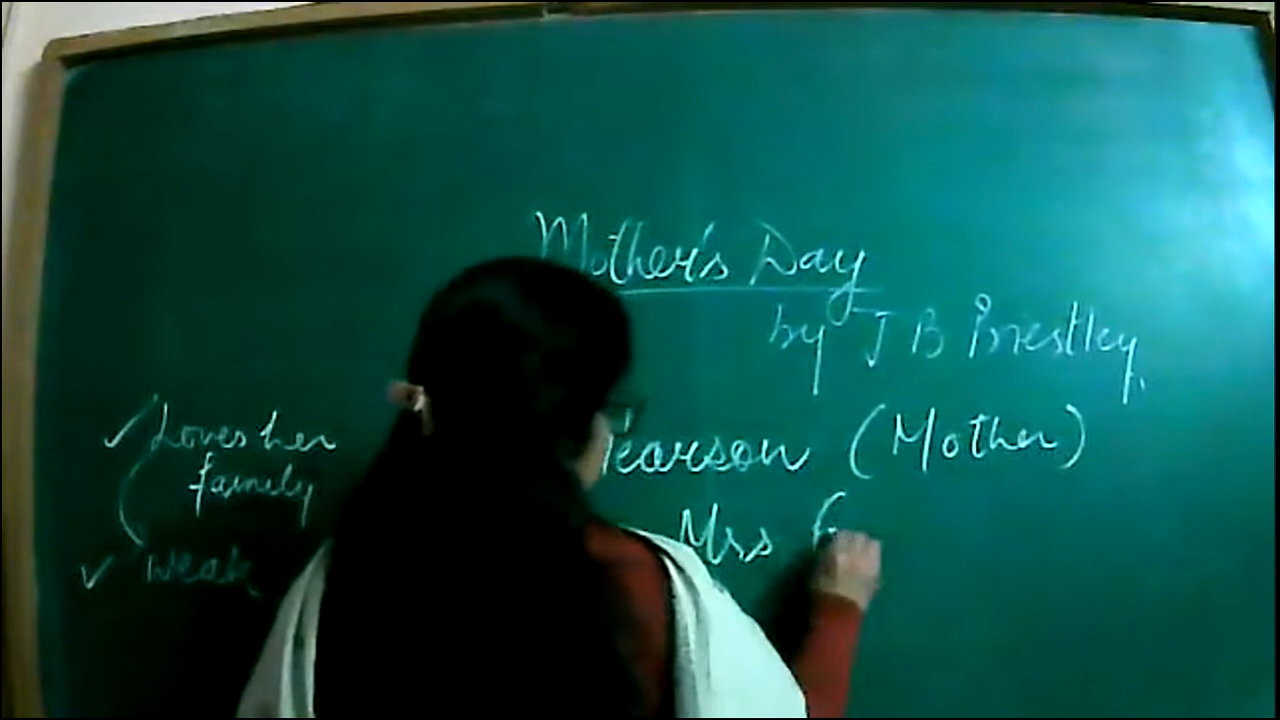 Mother's Day
by J B Priestley.
Pearson (Mother)
Mrs
✓ Loves her
family
✓ Weak